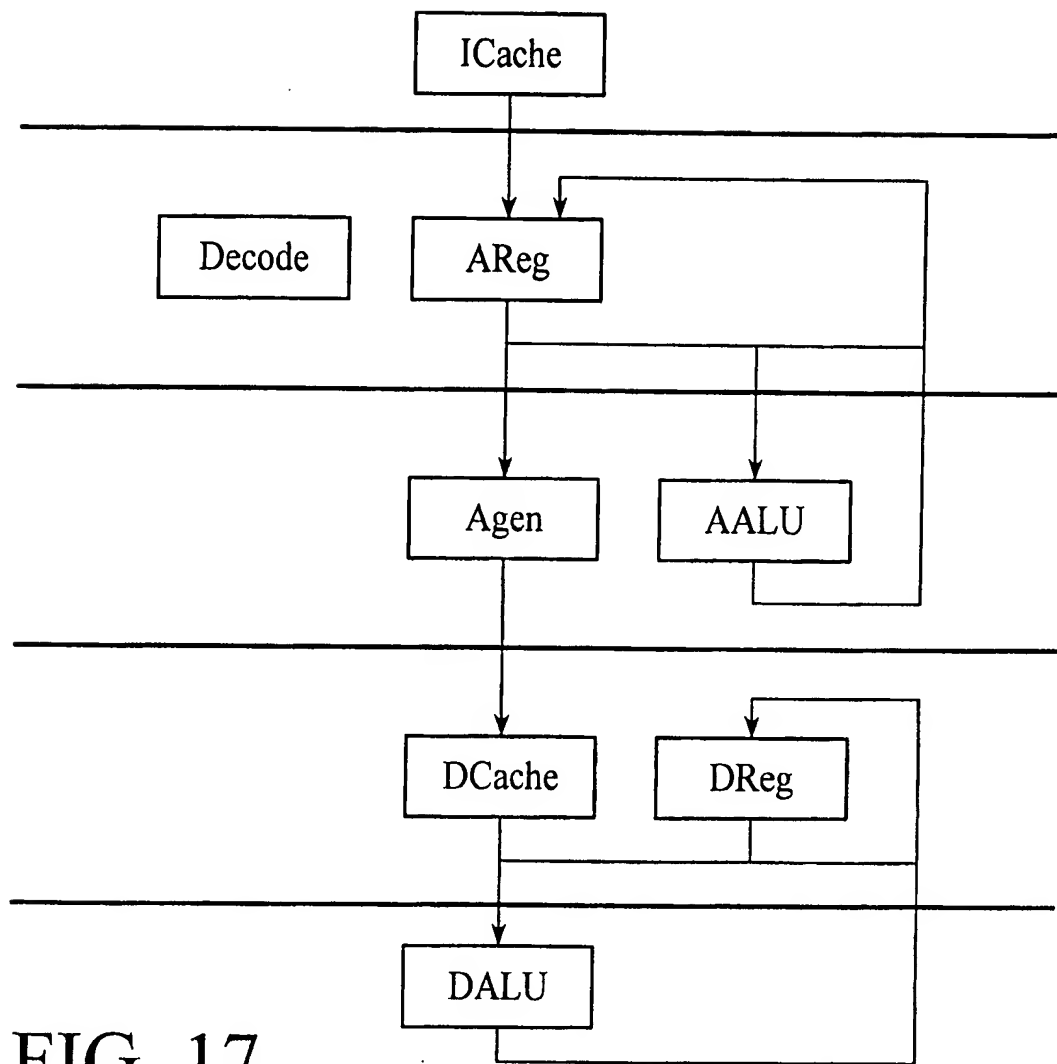 ICache
Decode
AReg
Agen
AALU
DCache
DReg
DALU
FIG. 17